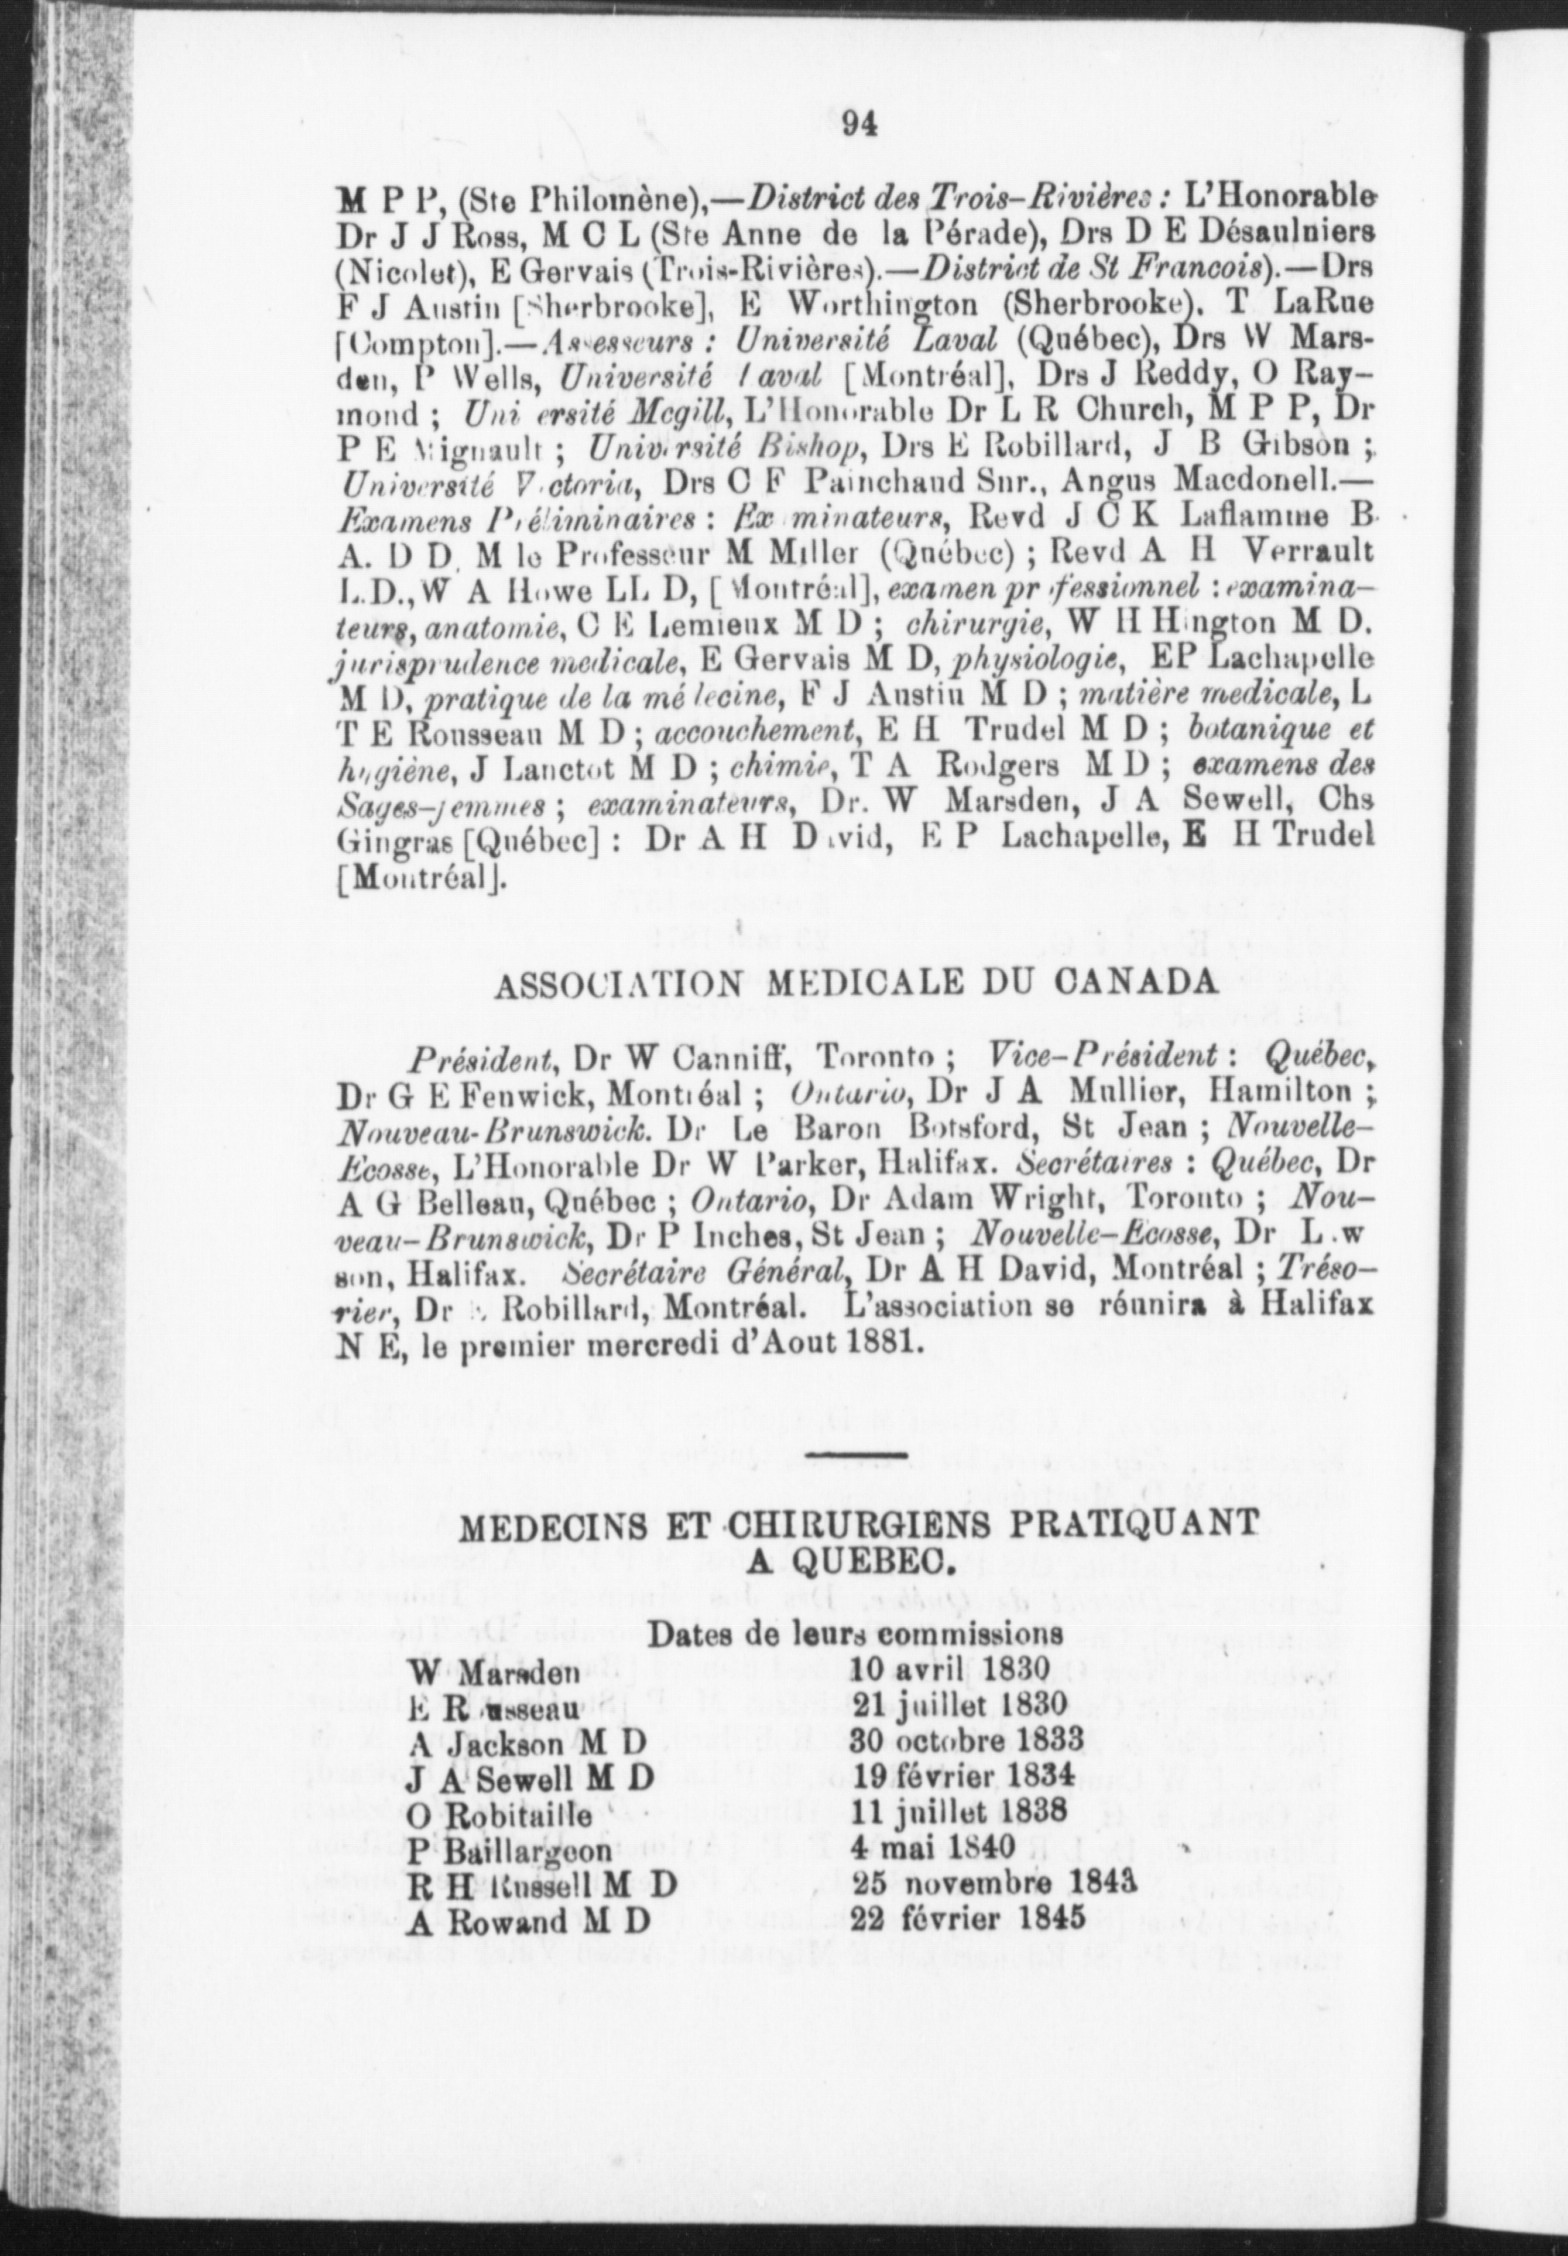 94
M P P, (Ste Philomène),—District des Trois-Rivières : L'Honorable
Dr J J Ross, M C L (Ste Anne de la Pérade), Drs D E Désaulniers
(Nicolet), E Gervais (Trois-Rivières).—District de St Francois).—Drs
F J Austin [Sherbrooke], E Worthington (Sherbrooke), T LaRue
[Compton].—Assesseurs : Université Laval (Québec), Drs W Mars-
den, P Wells, Université Laval [Montréal], Drs J Reddy, O Ray-
mond ; Université Mcgill, L'Honorable Dr L R Church, M P P, Dr
P E Mignault ; Université Bishop, Drs E Robillard, J B Gibson ;
Université Victoria, Drs C F Painchaud Snr., Angus Macdonell.—
Examens Préliminaires : Examinateurs, Revd J C K Laflamme B
A. D D, M le Professeur M Miller (Québec) ; Revd A H Verrault
L.D., W A Howe LL D, [Montréal], examen professionnel : examina-
teurs, anatomie, C E Lemieux M D ; chirurgie, W H Hington M D.
jurisprudence medicale, E Gervais M D, physiologie, EP Lachapelle
M D, pratique de la médecine, F J Austin M D ; matière medicale, L
T E Rousseau M D ; accouchement, E H Trudel M D ; botanique et
hygiène, J Lanctot M D ; chimie, T A Rodgers M D ; examens des
Sages-femmes ; examinateurs, Dr. W Marsden, J A Sewell, Chs
Gingras [Québec] : Dr A H David, E P Lachapelle, E H Trudel
[Montréal].
ASSOCIATION MEDICALE DU CANADA
Président, Dr W Canniff, Toronto ; Vice-Président : Québec,
Dr G E Fenwick, Montréal ; Ontario, Dr J A Mullier, Hamilton ;
Nouveau-Brunswick. Dr Le Baron Botsford, St Jean ; Nouvelle-
Ecosse, L'Honorable Dr W Parker, Halifax. Secrétaires : Québec, Dr
A G Belleau, Québec ; Ontario, Dr Adam Wright, Toronto ; Nou-
veau-Brunswick, Dr P Inches, St Jean ; Nouvelle-Ecosse, Dr
son, Halifax. Secrétaire Général, Dr A H David, Montréal ; Tréso-
rier, Dr Robillard, Montréal. L'association se réunira à Halifax
N E, le premier mercredi d'Aout 1881.
MEDECINS ET CHIRURGIENS PRATIQUANT
A QUEBEC.
Dates de leurs commissions
W Marsden 10 avril 1830
E Rousseau 21 juillet 1830
A Jackson M D 30 octobre 1833
J A Sewell M D 19 février 1834
O Robitaille 11 juillet 1838
P Baillargeon 4 mai 1840
R H Russell M D 25 novembre 1843
A Rowand M D 22 février 1845